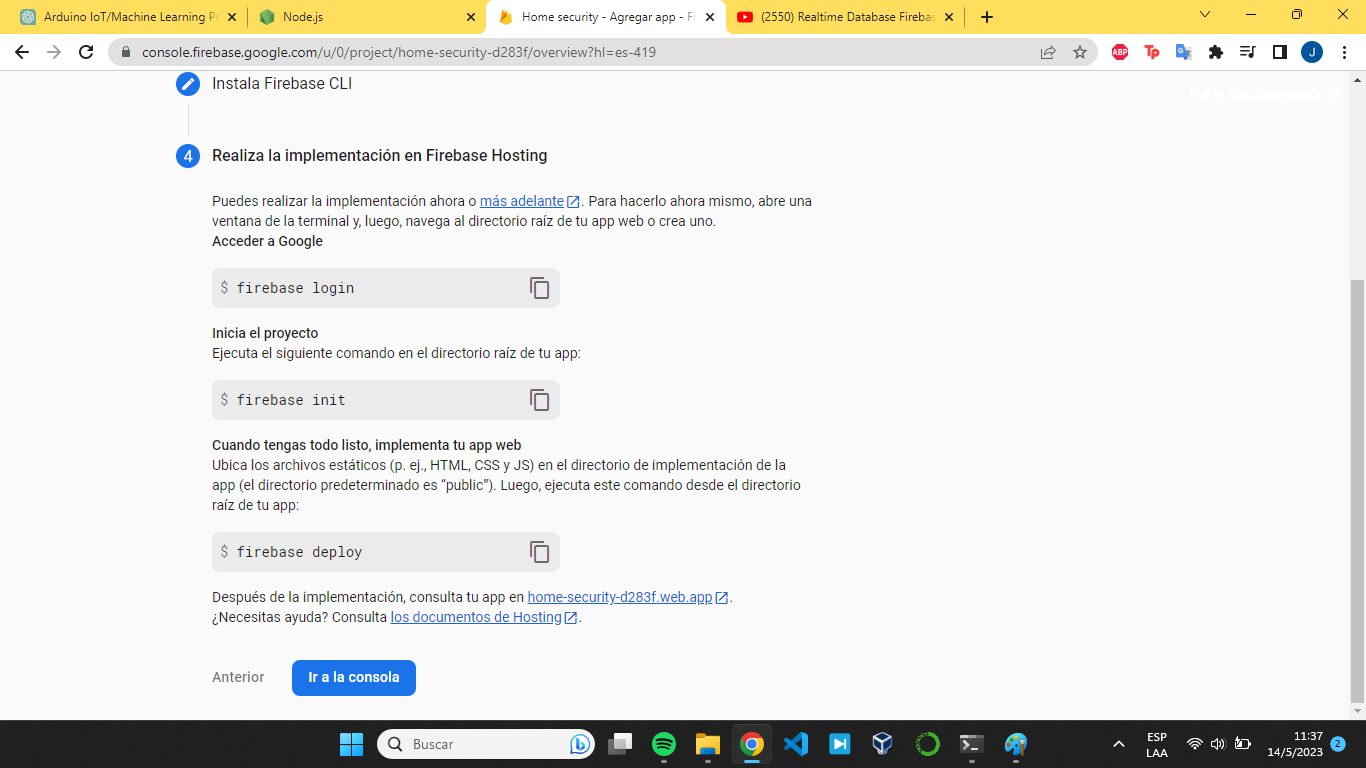 Arduino IoT/Machine Learning P
Node.js
Home security - Agregar app - Fi
(2550) Realtime Database Firebas
console.firebase.google.com/u/0/project/home-security-d283f/overview?hl=es-419
ABP
Tp
J
Instala Firebase CLI
Ir a la documentación
4 Realiza la implementación en Firebase Hosting
Puedes realizar la implementación ahora o más adelante. Para hacerlo ahora mismo, abre una
ventana de la terminal y, luego, navega al directorio raíz de tu app web o crea uno.
Acceder a Google
$ firebase login
Inicia el proyecto
Ejecuta el siguiente comando en el directorio raíz de tu app:
$ firebase init
Cuando tengas todo listo, implementa tu app web
Ubica los archivos estáticos (p. ej., HTML, CSS y JS) en el directorio de implementación de la
app (el directorio predeterminado es “public”). Luego, ejecuta este comando desde el directorio
raíz de tu app:
$ firebase deploy
Después de la implementación, consulta tu app en home-security-d283f.web.app.
¿Necesitas ayuda? Consulta los documentos de Hosting.
Anterior
Ir a la consola
Buscar
ESP
LAA
11:37
14/5/2023
2